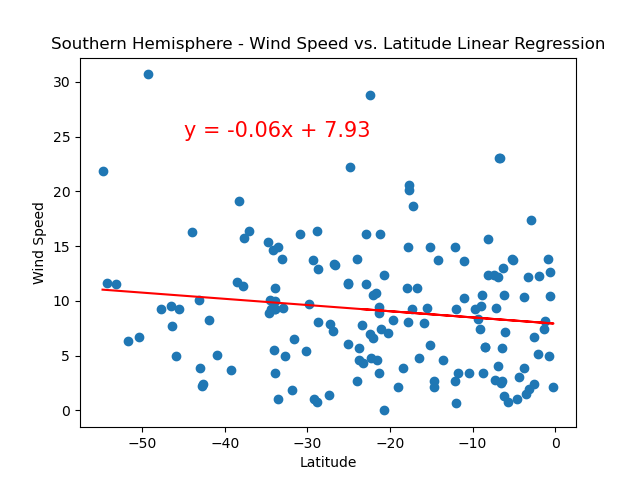 Southern Hemisphere - Wind Speed vs. Latitude Linear Regression
30
25
20
15
10
5
0
Wind Speed
y = -0.06x + 7.93
−50 −40 −30 −20 −10 0
Latitude